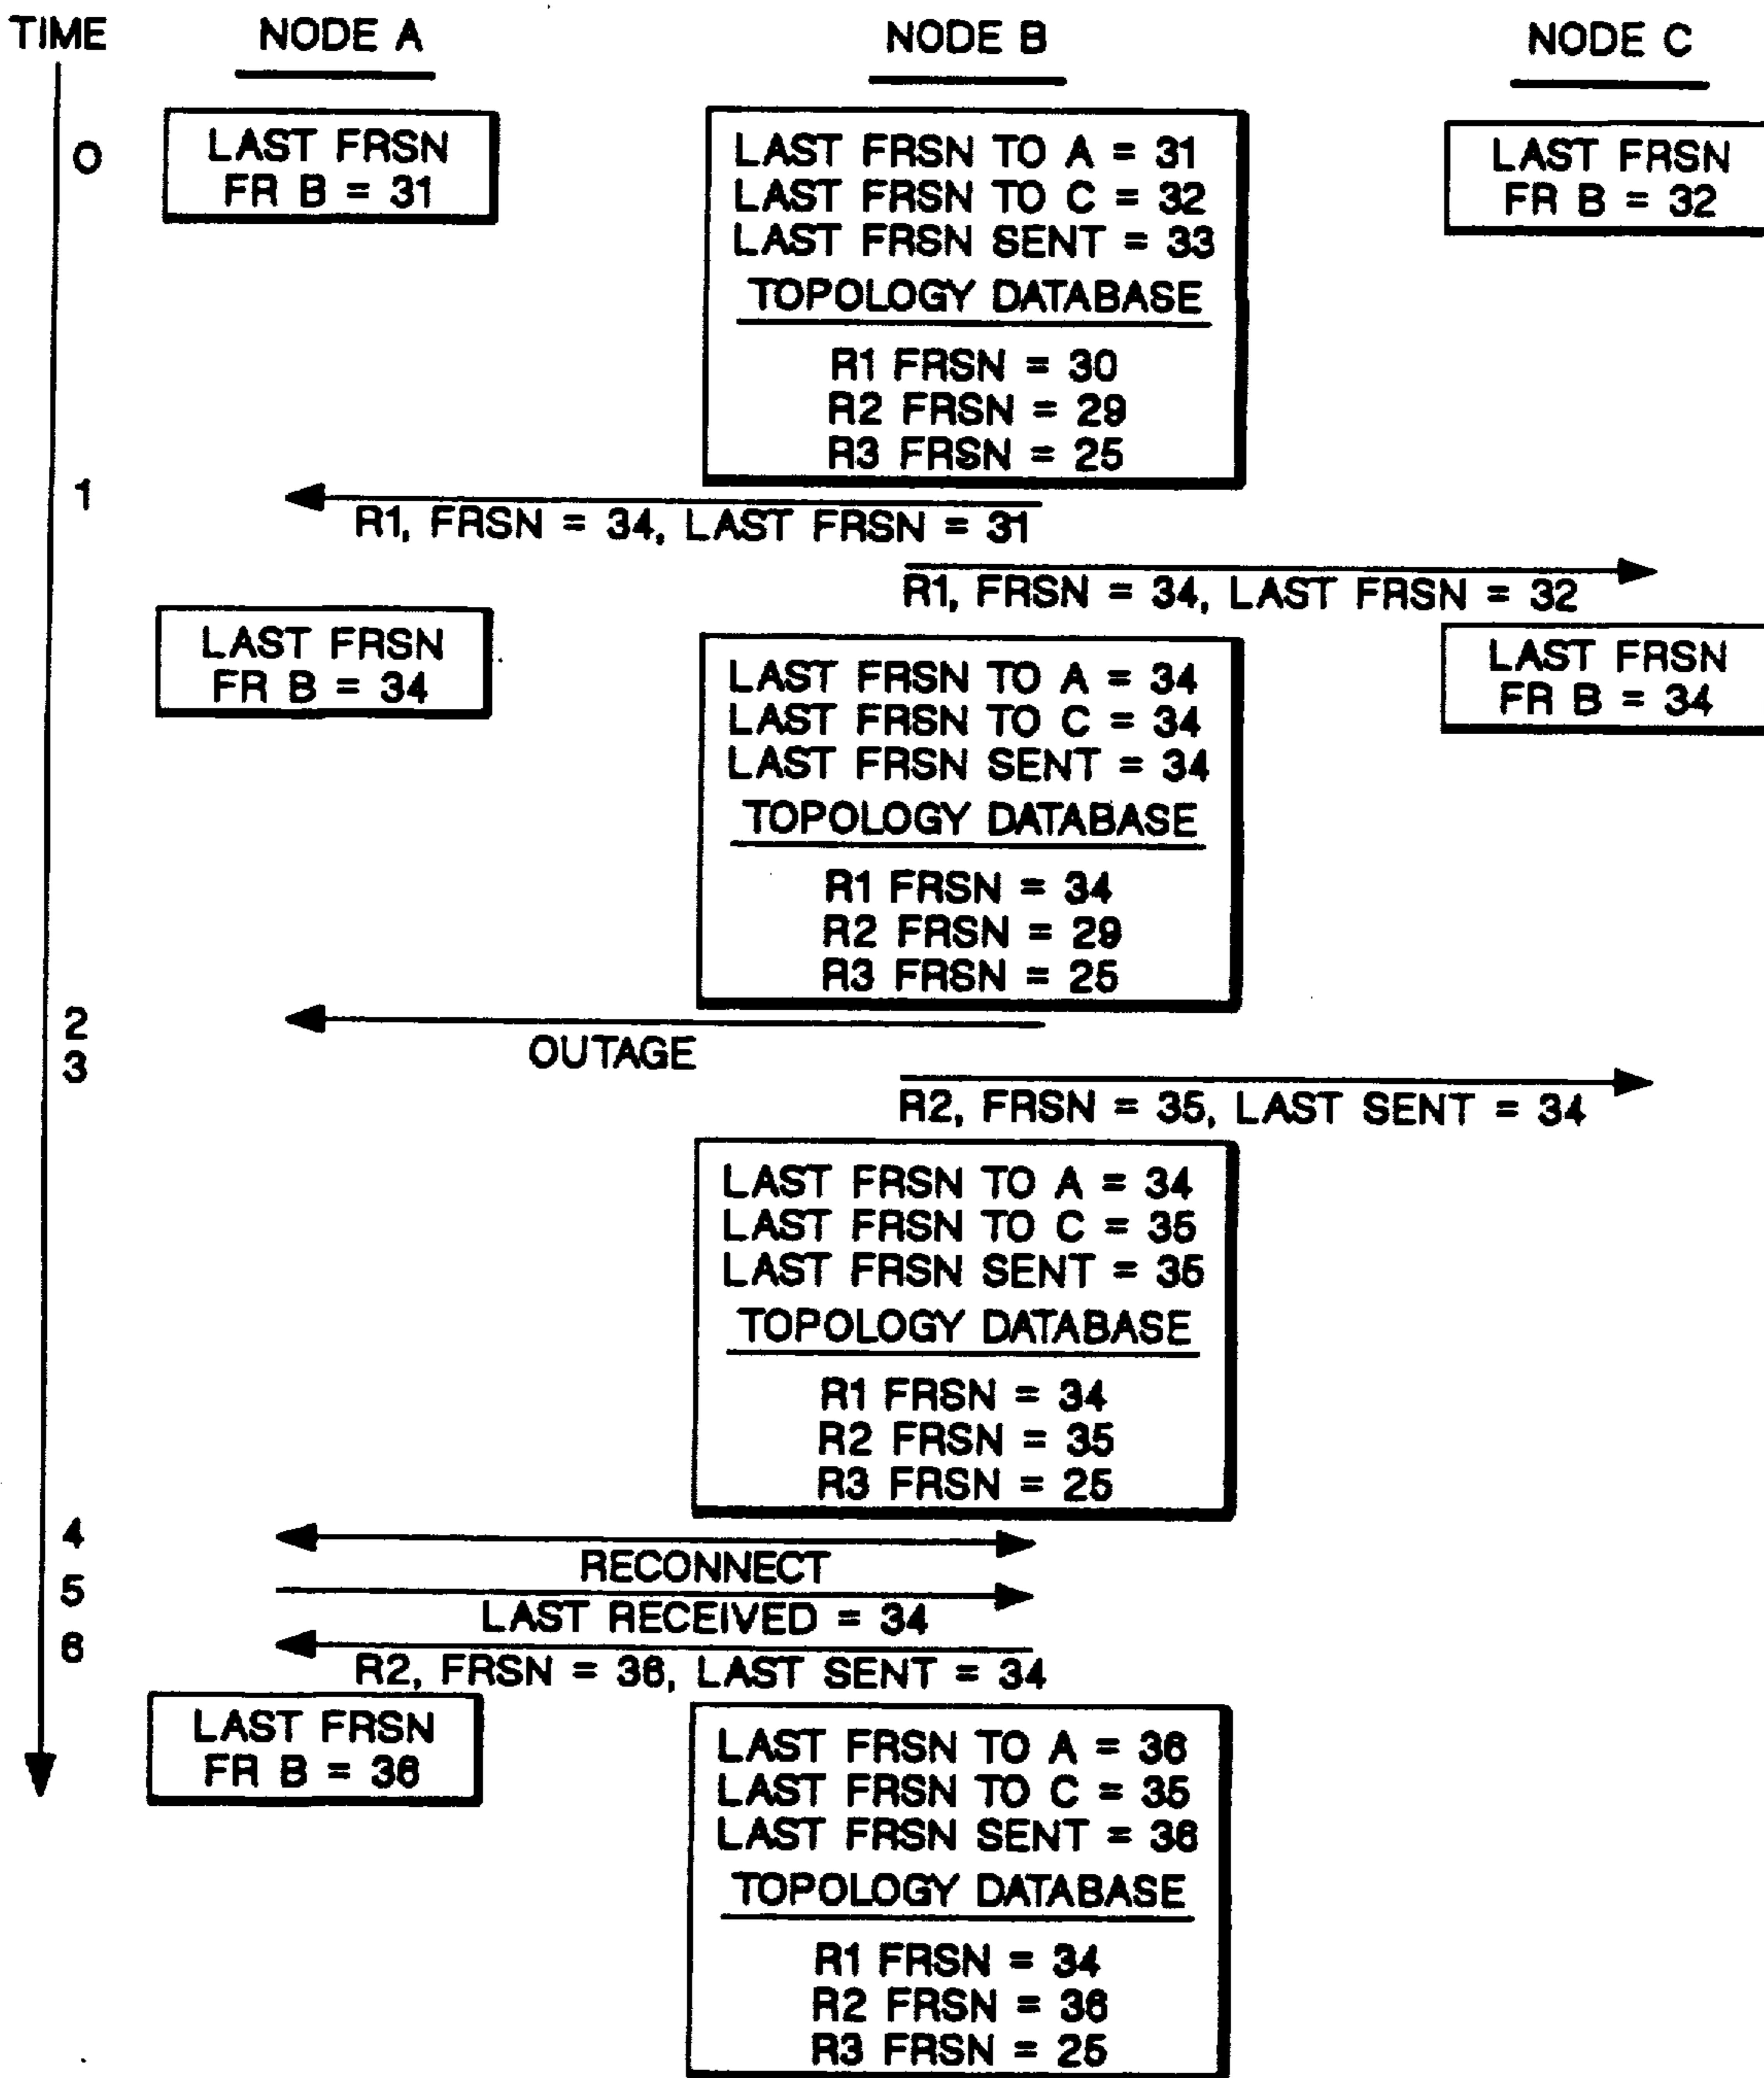 TIME NODE A NODE B NODE C
0
LAST FRSN
FR B = 31
LAST FRSN TO A = 31
LAST FRSN TO C = 32
LAST FRSN SENT = 33
TOPOLOGY DATABASE
R1 FRSN = 30
R2 FRSN = 29
R3 FRSN = 25
LAST FRSN
FR B = 32
1
R1, FRSN = 34, LAST FRSN = 31
R1, FRSN = 34, LAST FRSN = 32
LAST FRSN
FR B = 34
LAST FRSN TO A = 34
LAST FRSN TO C = 34
LAST FRSN SENT = 34
TOPOLOGY DATABASE
R1 FRSN = 34
R2 FRSN = 29
R3 FRSN = 25
LAST FRSN
FR B = 34
2
OUTAGE
3
R2, FRSN = 35, LAST SENT = 34
LAST FRSN TO A = 34
LAST FRSN TO C = 35
LAST FRSN SENT = 35
TOPOLOGY DATABASE
R1 FRSN = 34
R2 FRSN = 35
R3 FRSN = 25
4
RECONNECT
5
LAST RECEIVED = 34
6
R2, FRSN = 36, LAST SENT = 34
LAST FRSN
FR B = 36
LAST FRSN TO A = 36
LAST FRSN TO C = 35
LAST FRSN SENT = 36
TOPOLOGY DATABASE
R1 FRSN = 34
R2 FRSN = 36
R3 FRSN = 25